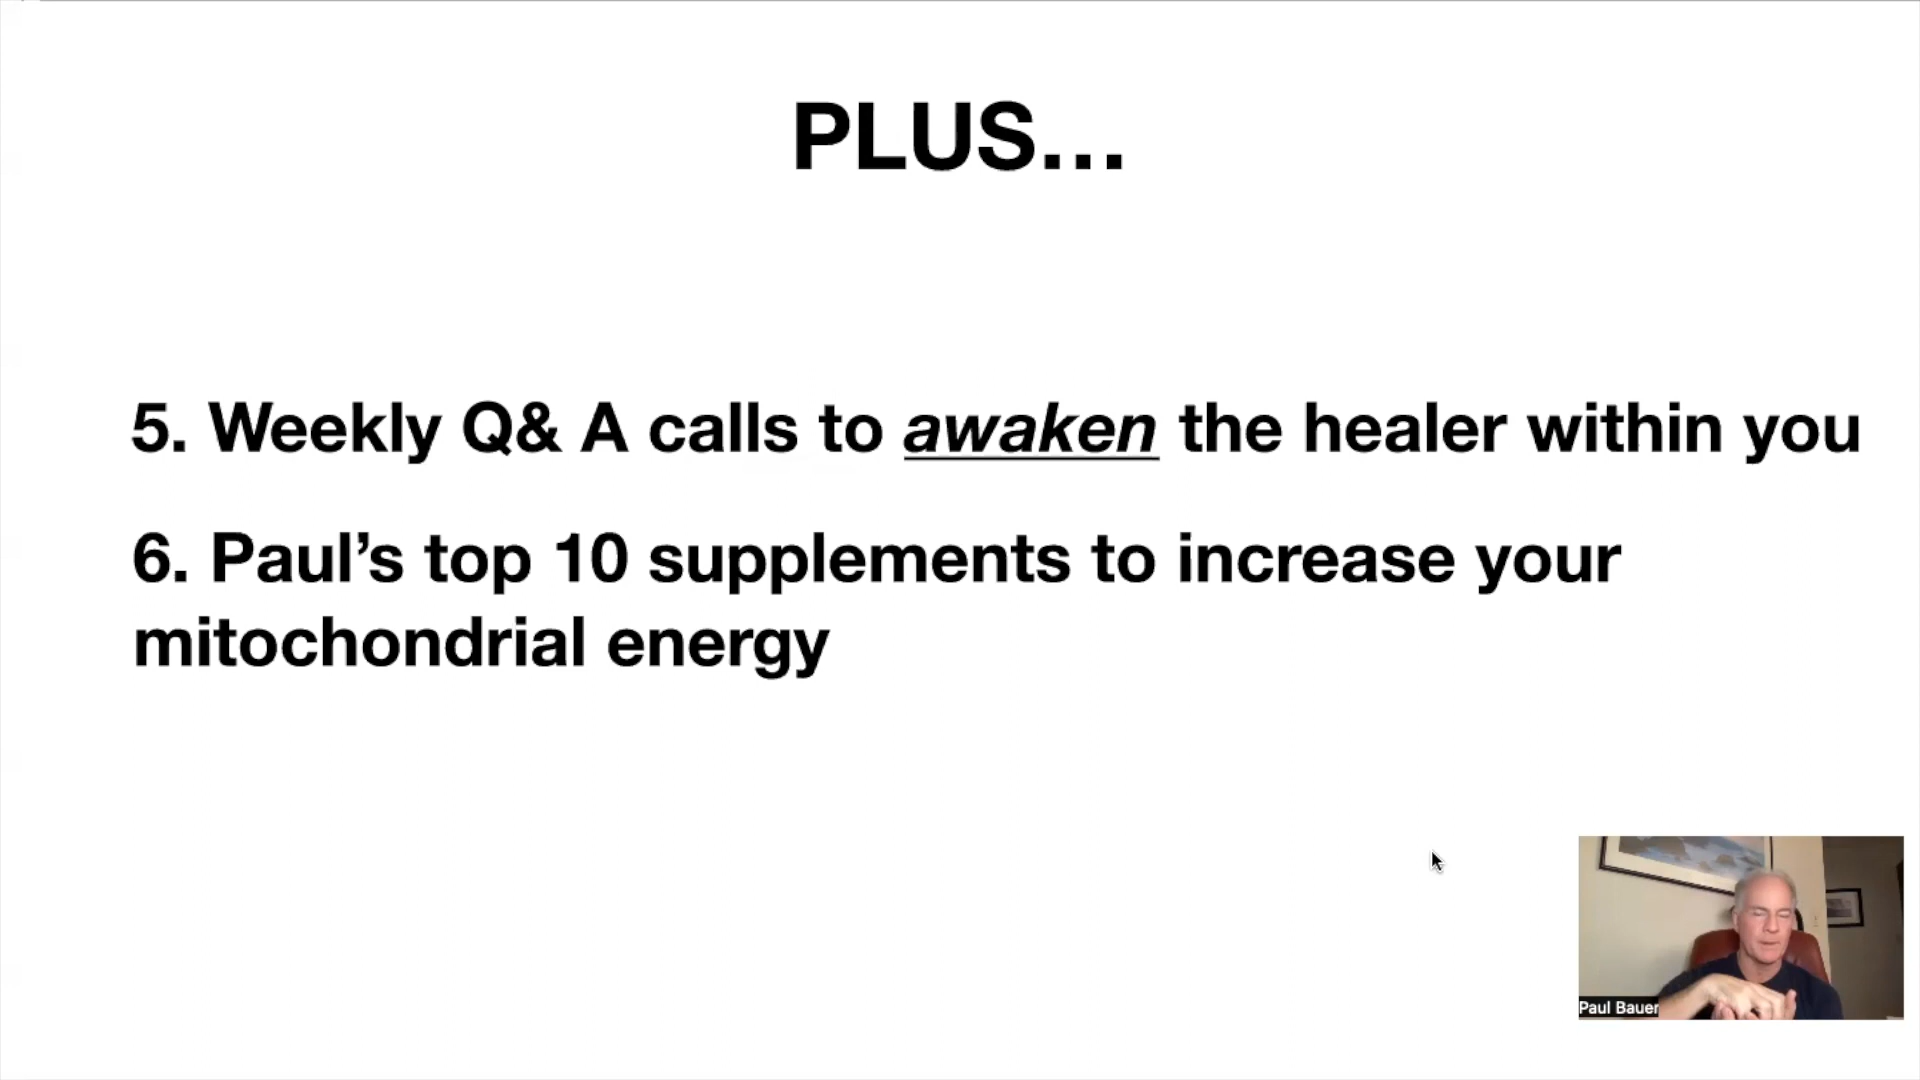 PLUS…
5. Weekly Q& A calls to awaken the healer within you
6. Paul’s top 10 supplements to increase your
mitochondrial energy
Paul Bauer